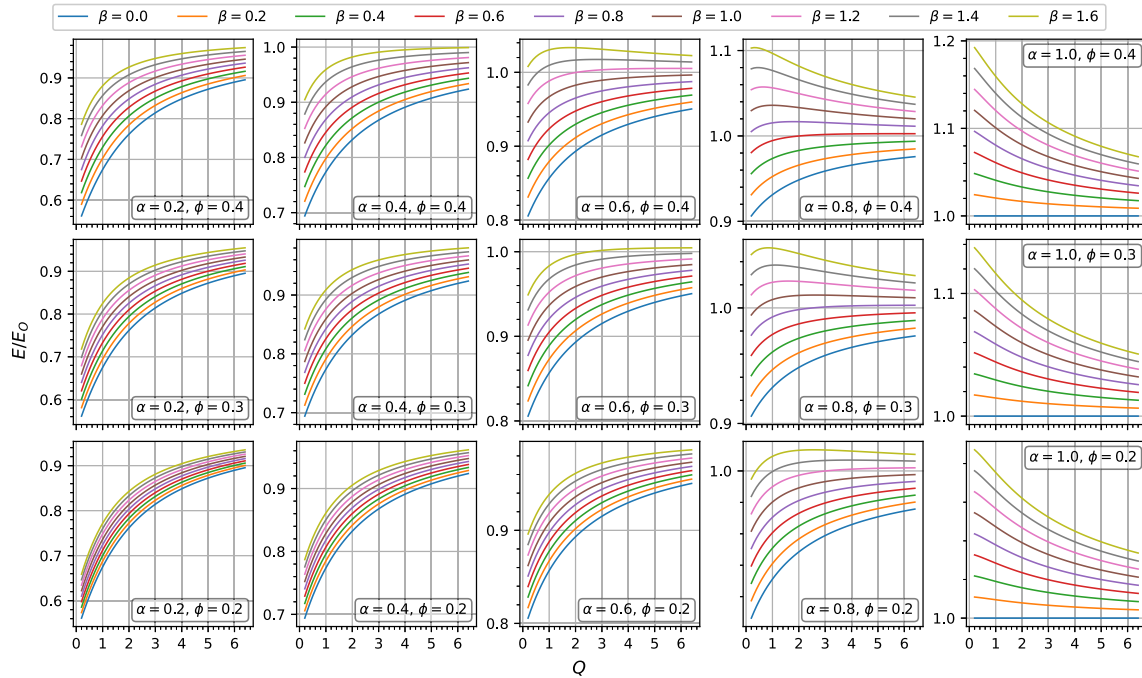 β = 0.0 β = 0.2 β = 0.4 β = 0.6 β = 0.8 β = 1.0 β = 1.2 β = 1.4 β = 1.6
0.9
0.8
0.7
0.6
α = 0.2, ϕ = 0.4
1.0
0.9
0.8
0.7
α = 0.4, ϕ = 0.4
1.0
0.9
0.8
α = 0.6, ϕ = 0.4
1.1
1.0
0.9
α = 0.8, ϕ = 0.4
1.2
1.1
1.0
α = 1.0, ϕ = 0.4
E/E_O
0.9
0.8
0.7
0.6
α = 0.2, ϕ = 0.3
0.9
0.8
0.7
α = 0.4, ϕ = 0.3
1.0
0.9
0.8
α = 0.6, ϕ = 0.3
1.0
0.9
α = 0.8, ϕ = 0.3
1.1
1.0
α = 1.0, ϕ = 0.3
0.9
0.8
0.7
0.6
α = 0.2, ϕ = 0.2
0.9
0.8
0.7
α = 0.4, ϕ = 0.2
0.9
0.8
α = 0.6, ϕ = 0.2
1.0
α = 0.8, ϕ = 0.2
1.0
α = 1.0, ϕ = 0.2
0 1 2 3 4 5 6 0 1 2 3 4 5 6 0 1 2 3 4 5 6 0 1 2 3 4 5 6 0 1 2 3 4 5 6
Q